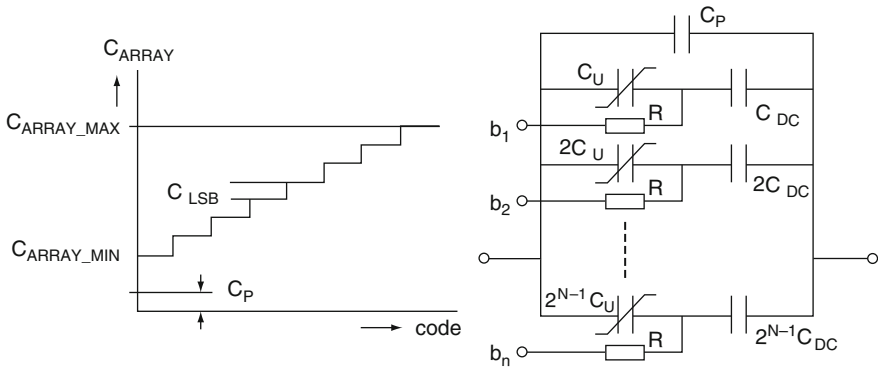 C_ARRAY
C_ARRAY_MAX
C_LSB
C_ARRAY_MIN
C_P
code
C_P
C_U
R
C_DC
b_1
2C_U
R
2C_DC
b_2
2^{N–1}C_U
R
2^{N–1}C_DC
b_n